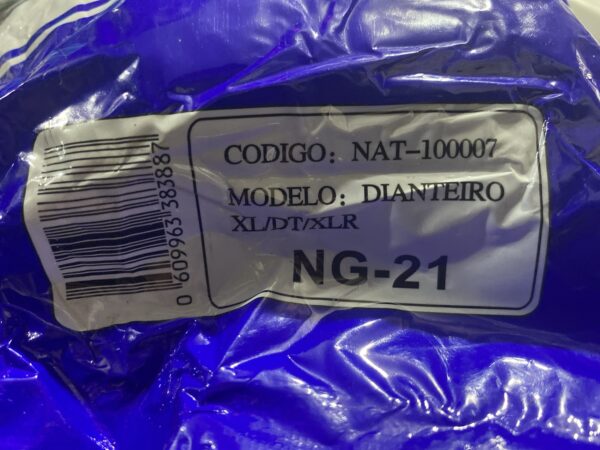 CODIGO: NAT-100007
MODELO: DIANTEIRO
XL/DT/XLR
NG-21
0 609963 383887